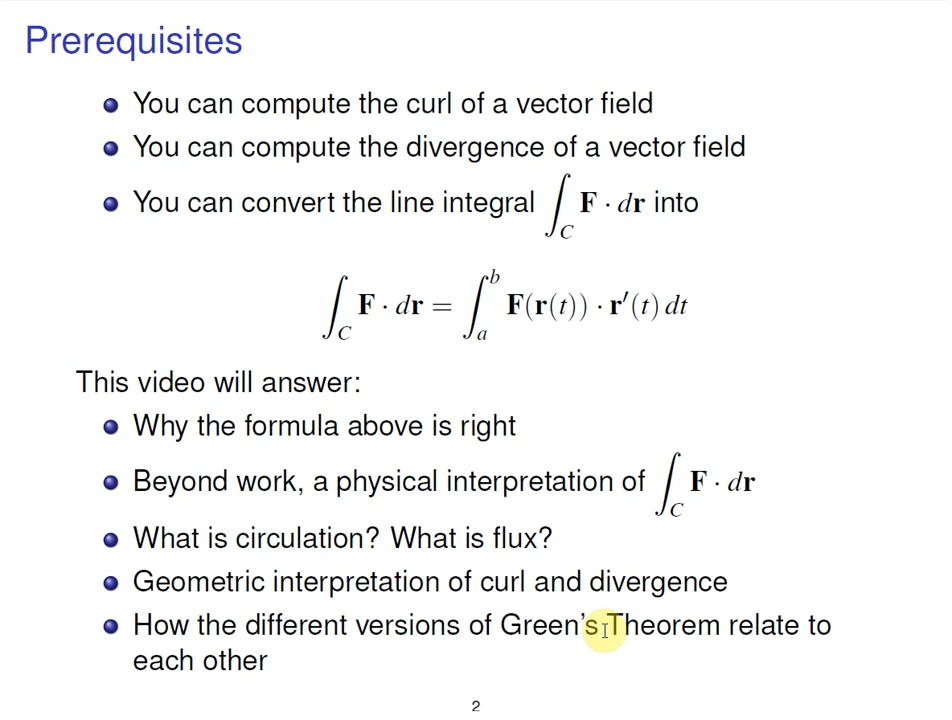 Prerequisites
You can compute the curl of a vector field
You can compute the divergence of a vector field
You can convert the line integral ∫_C F · dr into
∫_C F · dr = ∫_a^b F(r(t)) · r′(t) dt
This video will answer:
Why the formula above is right
Beyond work, a physical interpretation of ∫_C F · dr
What is circulation? What is flux?
Geometric interpretation of curl and divergence
How the different versions of Green's Theorem relate to
each other
2